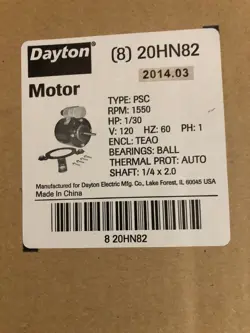 Dayton®
(8) 20HN82
2014.03
Motor
TYPE: PSC
RPM: 1550
HP: 1/30
V: 120 HZ: 60 PH: 1
ENCL: TEAO
BEARINGS: BALL
THERMAL PROT: AUTO
SHAFT: 1/4 x 2.0
Manufactured for Dayton Electric Mfg. Co., Lake Forest, IL 60045 USA
Made In China
8 20HN82